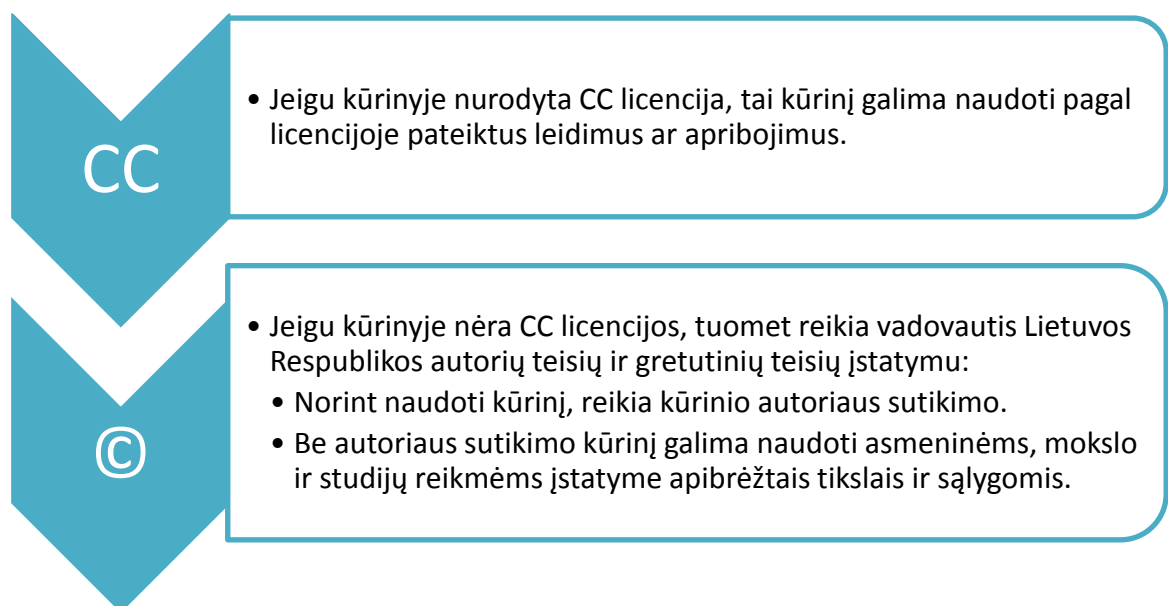 CC
• Jeigu kūrinyje nurodyta CC licencija, tai kūrinį galima naudoti pagal
licencijoje pateiktus leidimus ar apribojimus.
©
• Jeigu kūrinyje nėra CC licencijos, tuomet reikia vadovautis Lietuvos
Respublikos autorių teisių ir gretutinių teisių įstatymu:
• Norint naudoti kūrinį, reikia kūrinio autoriaus sutikimo.
• Be autoriaus sutikimo kūrinį galima naudoti asmeninėms, mokslo
ir studijų reikmėms įstatyme apibrėžtais tikslais ir sąlygomis.